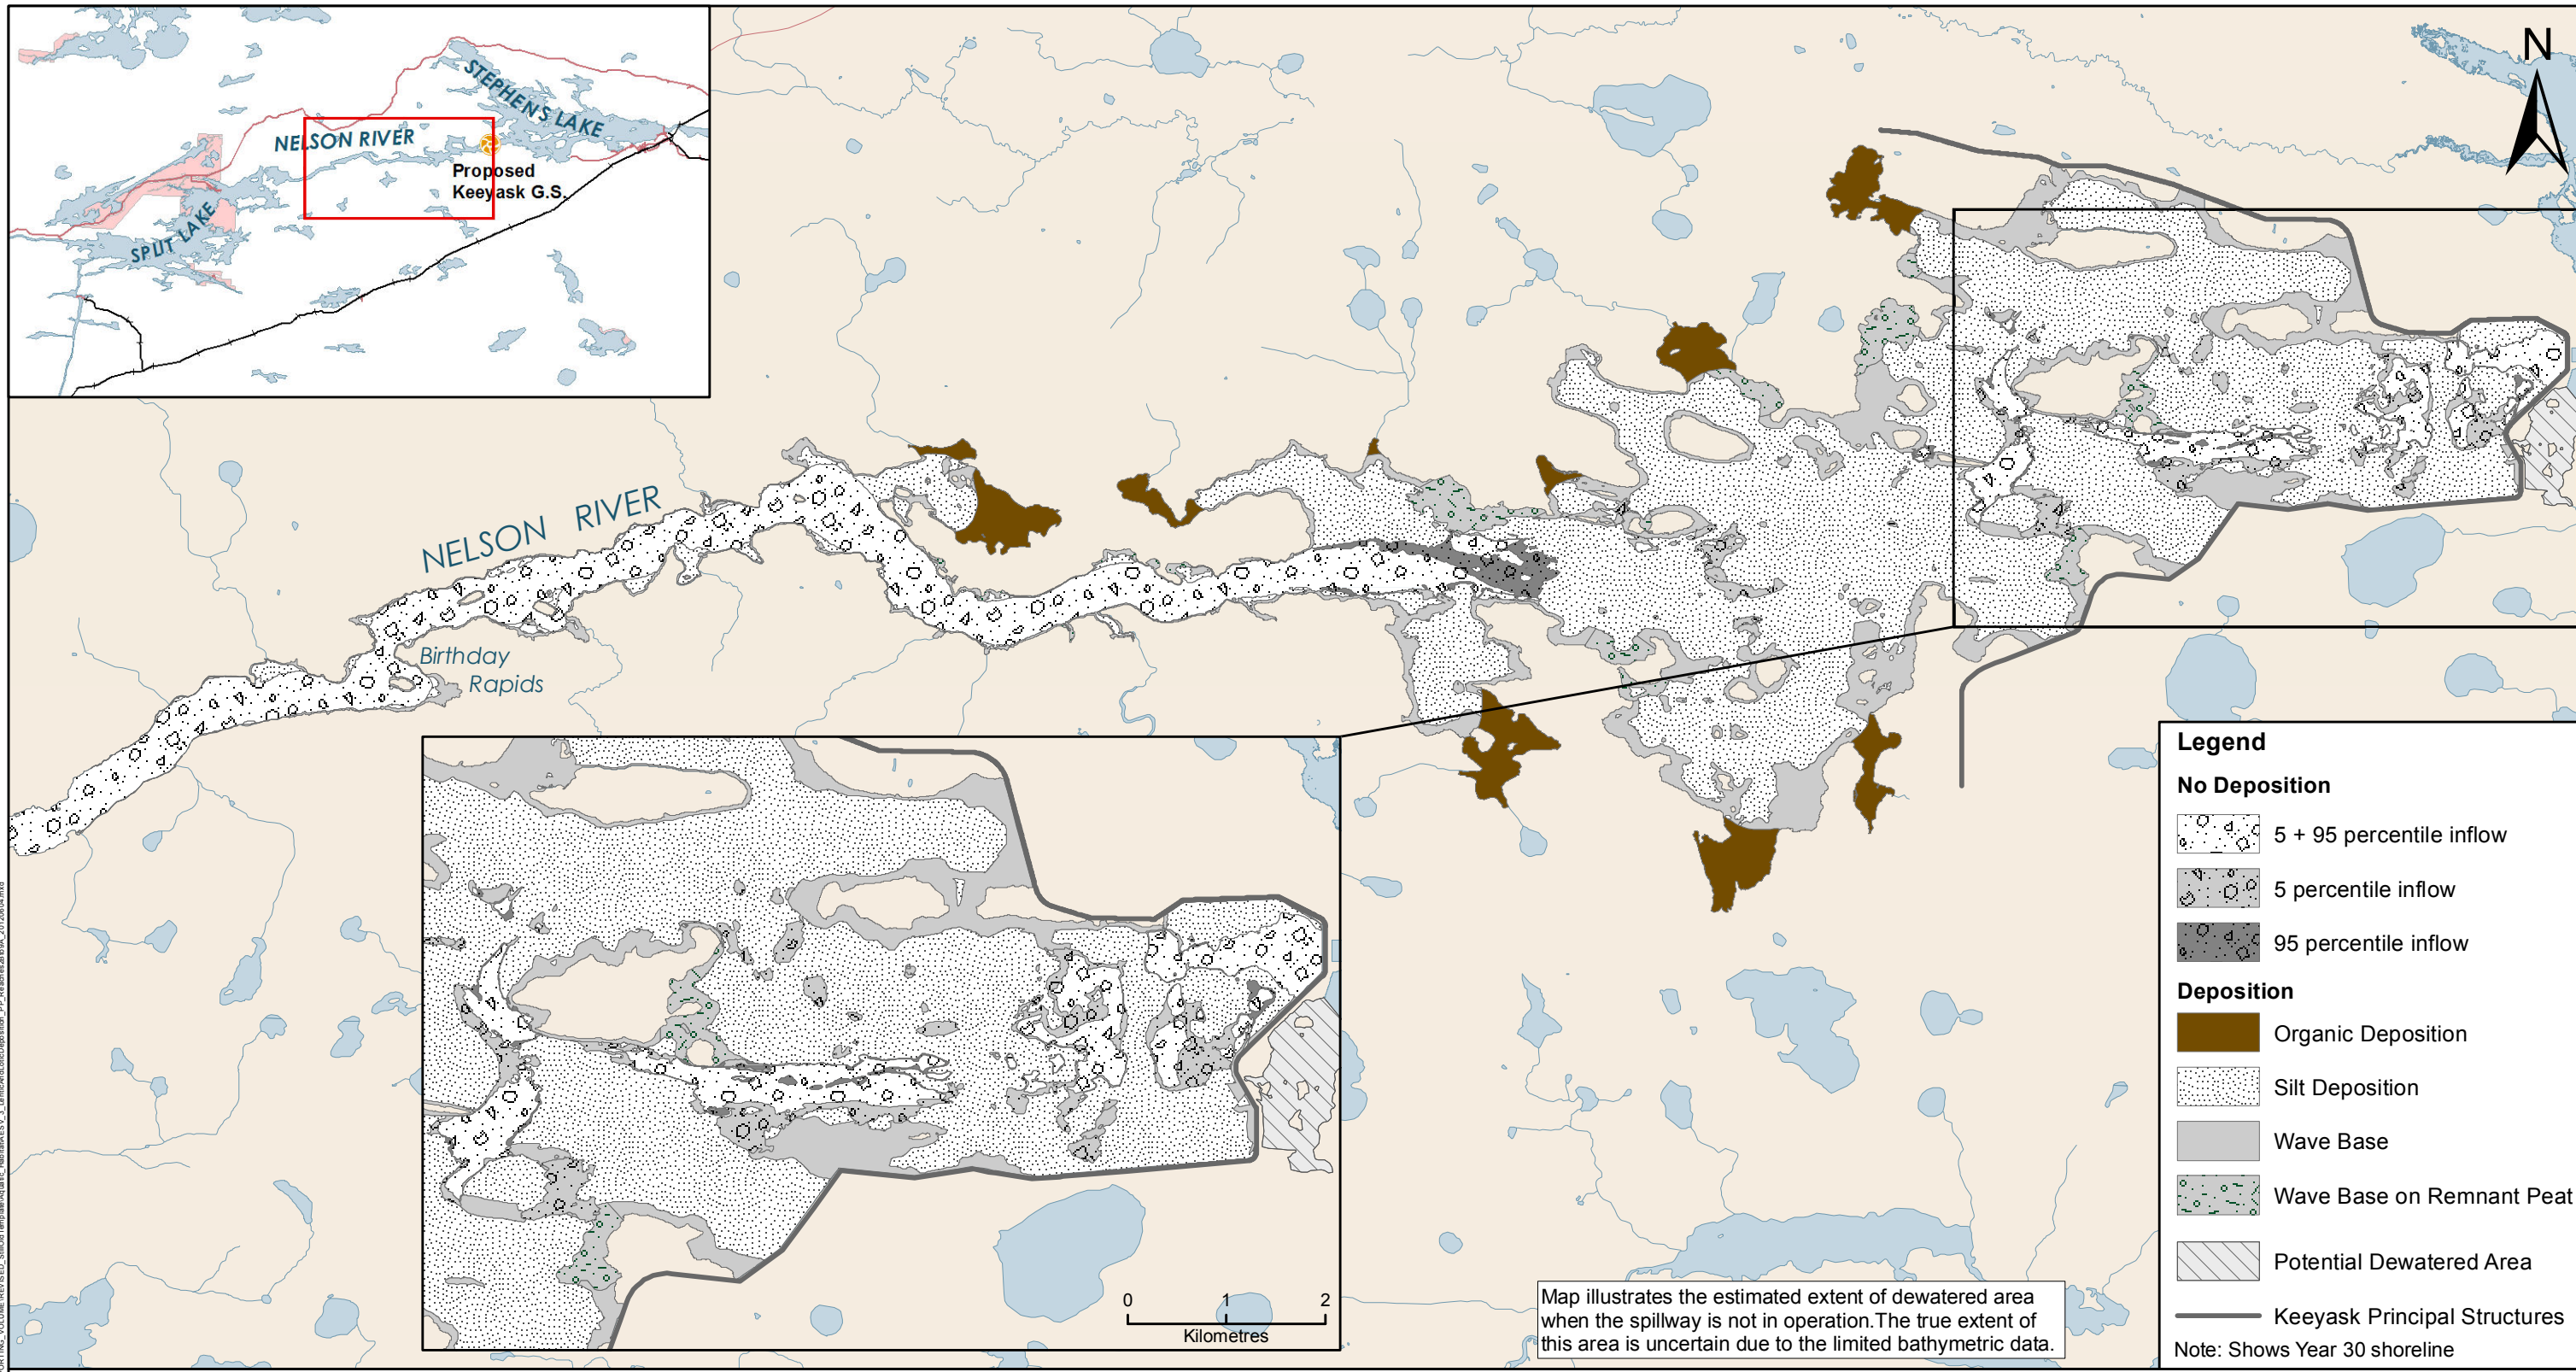 STEPHENS LAKE
NELSON RIVER
Proposed
Keeyask G.S.
SPLIT LAKE
N
NELSON RIVER
Birthday
Rapids
0 1 2
Kilometres
Map illustrates the estimated extent of dewatered area
when the spillway is not in operation.The true extent of
this area is uncertain due to the limited bathymetric data.
Legend
No Deposition
5 + 95 percentile inflow
5 percentile inflow
95 percentile inflow
Deposition
Organic Deposition
Silt Deposition
Wave Base
Wave Base on Remnant Peat
Potential Dewatered Area
Keeyask Principal Structures
Note: Shows Year 30 shoreline